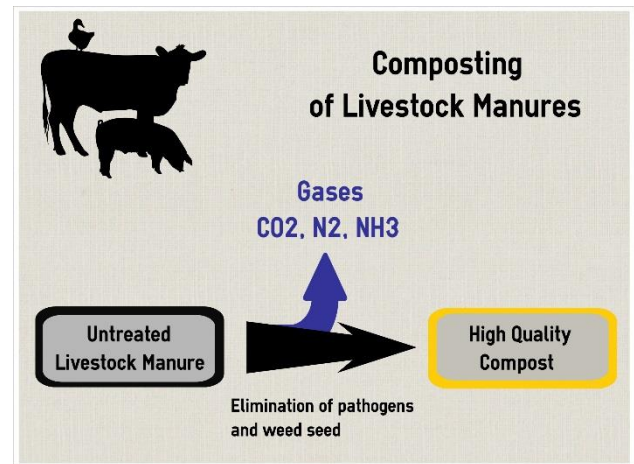 Composting
of Livestock Manures
Gases
CO2, N2, NH3
Untreated
Livestock Manure
High Quality
Compost
Elimination of pathogens
and weed seed